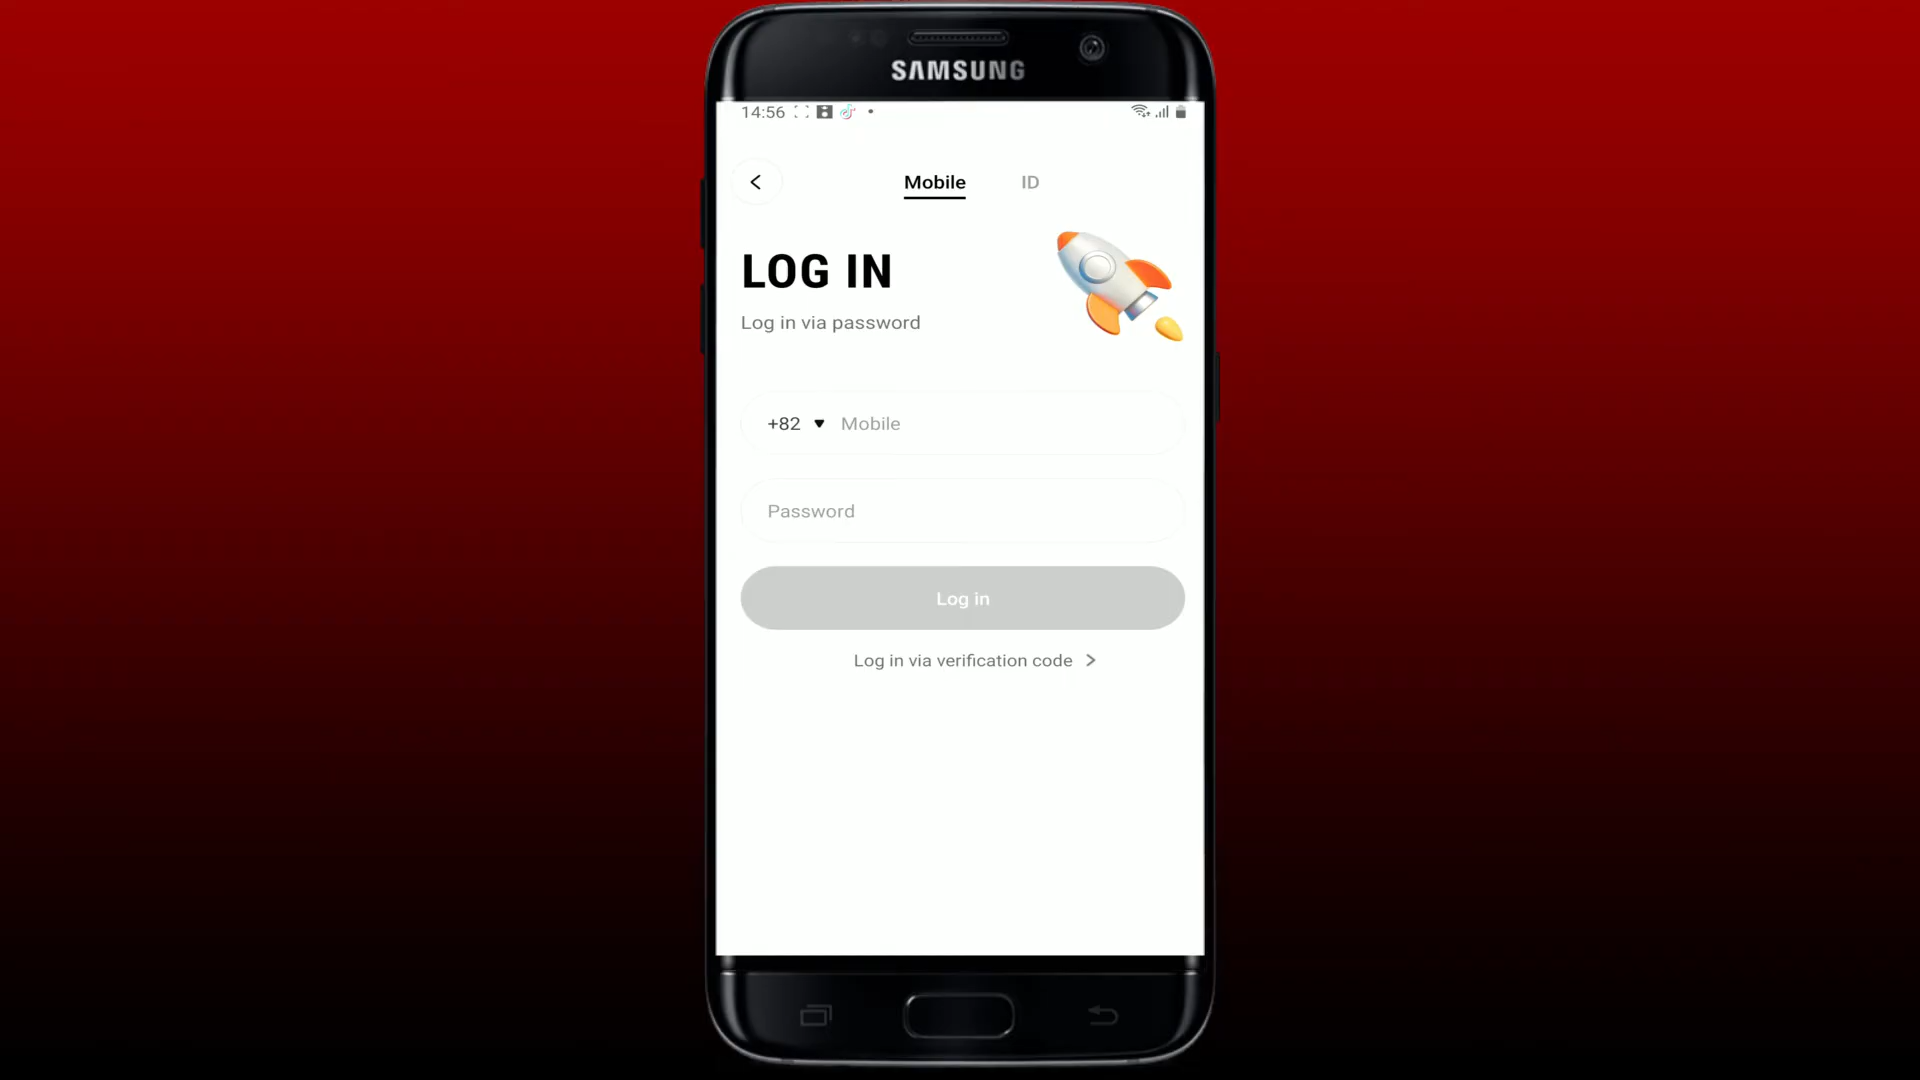 SAMSUNG
14:56
Mobile ID
LOG IN
Log in via password
+82 Mobile
Password
Log in
Log in via verification code